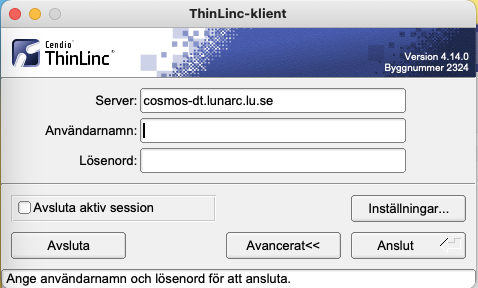 ThinLinc-klient
Cendio®
ThinLinc®
Version 4.14.0
Byggnummer 2324
Server: cosmos-dt.lunarc.lu.se
Användarnamn:
Lösenord:
Avsluta aktiv session
Inställningar...
Avsluta Avancerat<< Anslut
Ange användarnamn och lösenord för att ansluta.